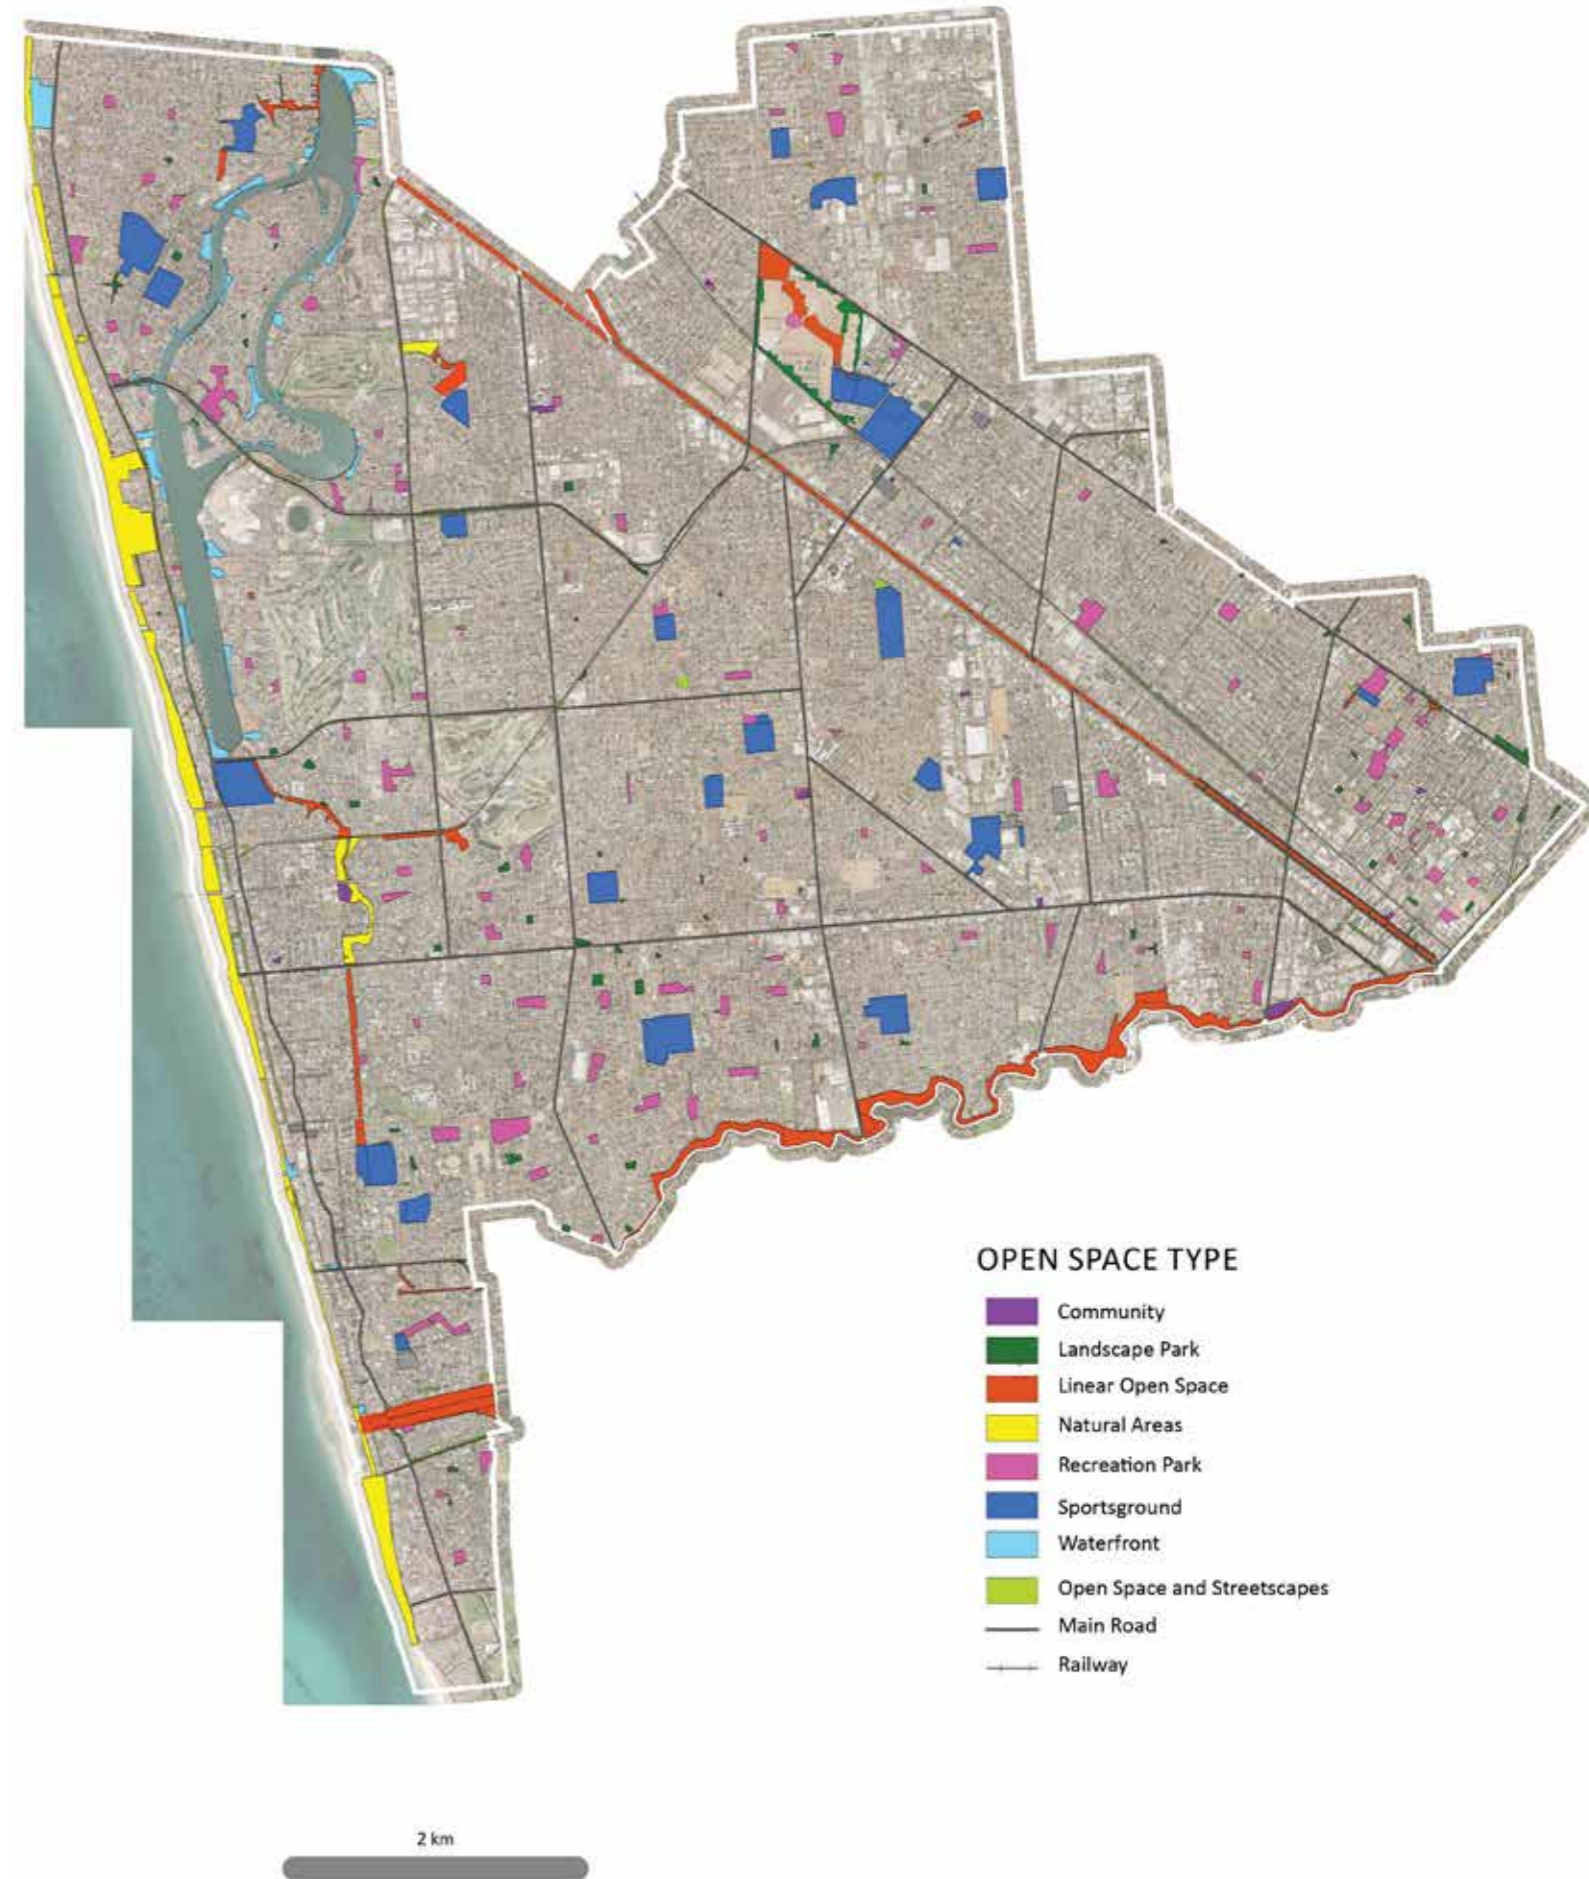 OPEN SPACE TYPE
Community
Landscape Park
Linear Open Space
Natural Areas
Recreation Park
Sportsground
Waterfront
Open Space and Streetscapes
Main Road
Railway
2 km